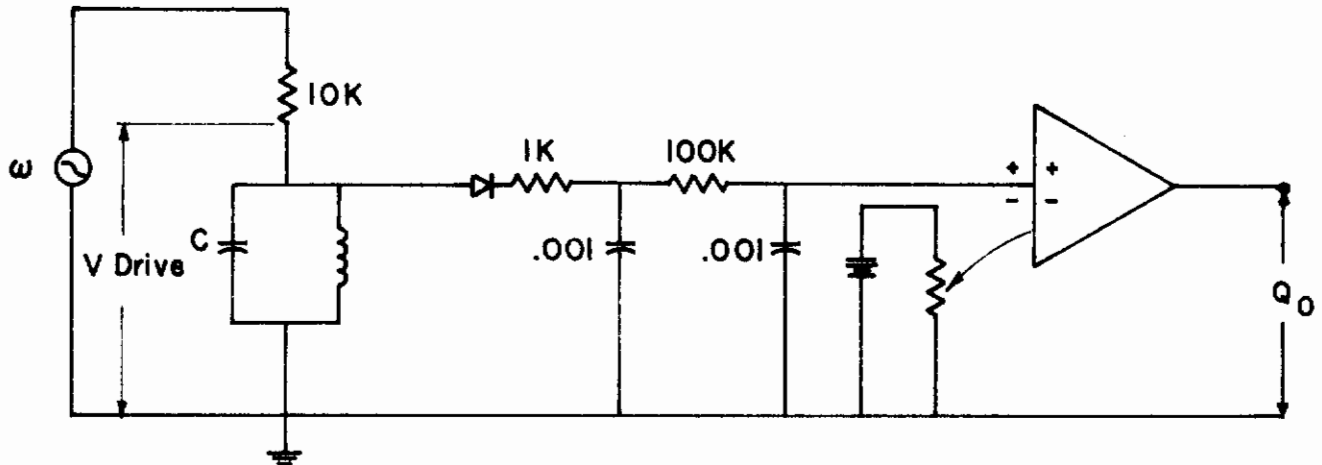 10K
ω
1K
100K
+ +
- -
C
V Drive
.001
.001
Q0